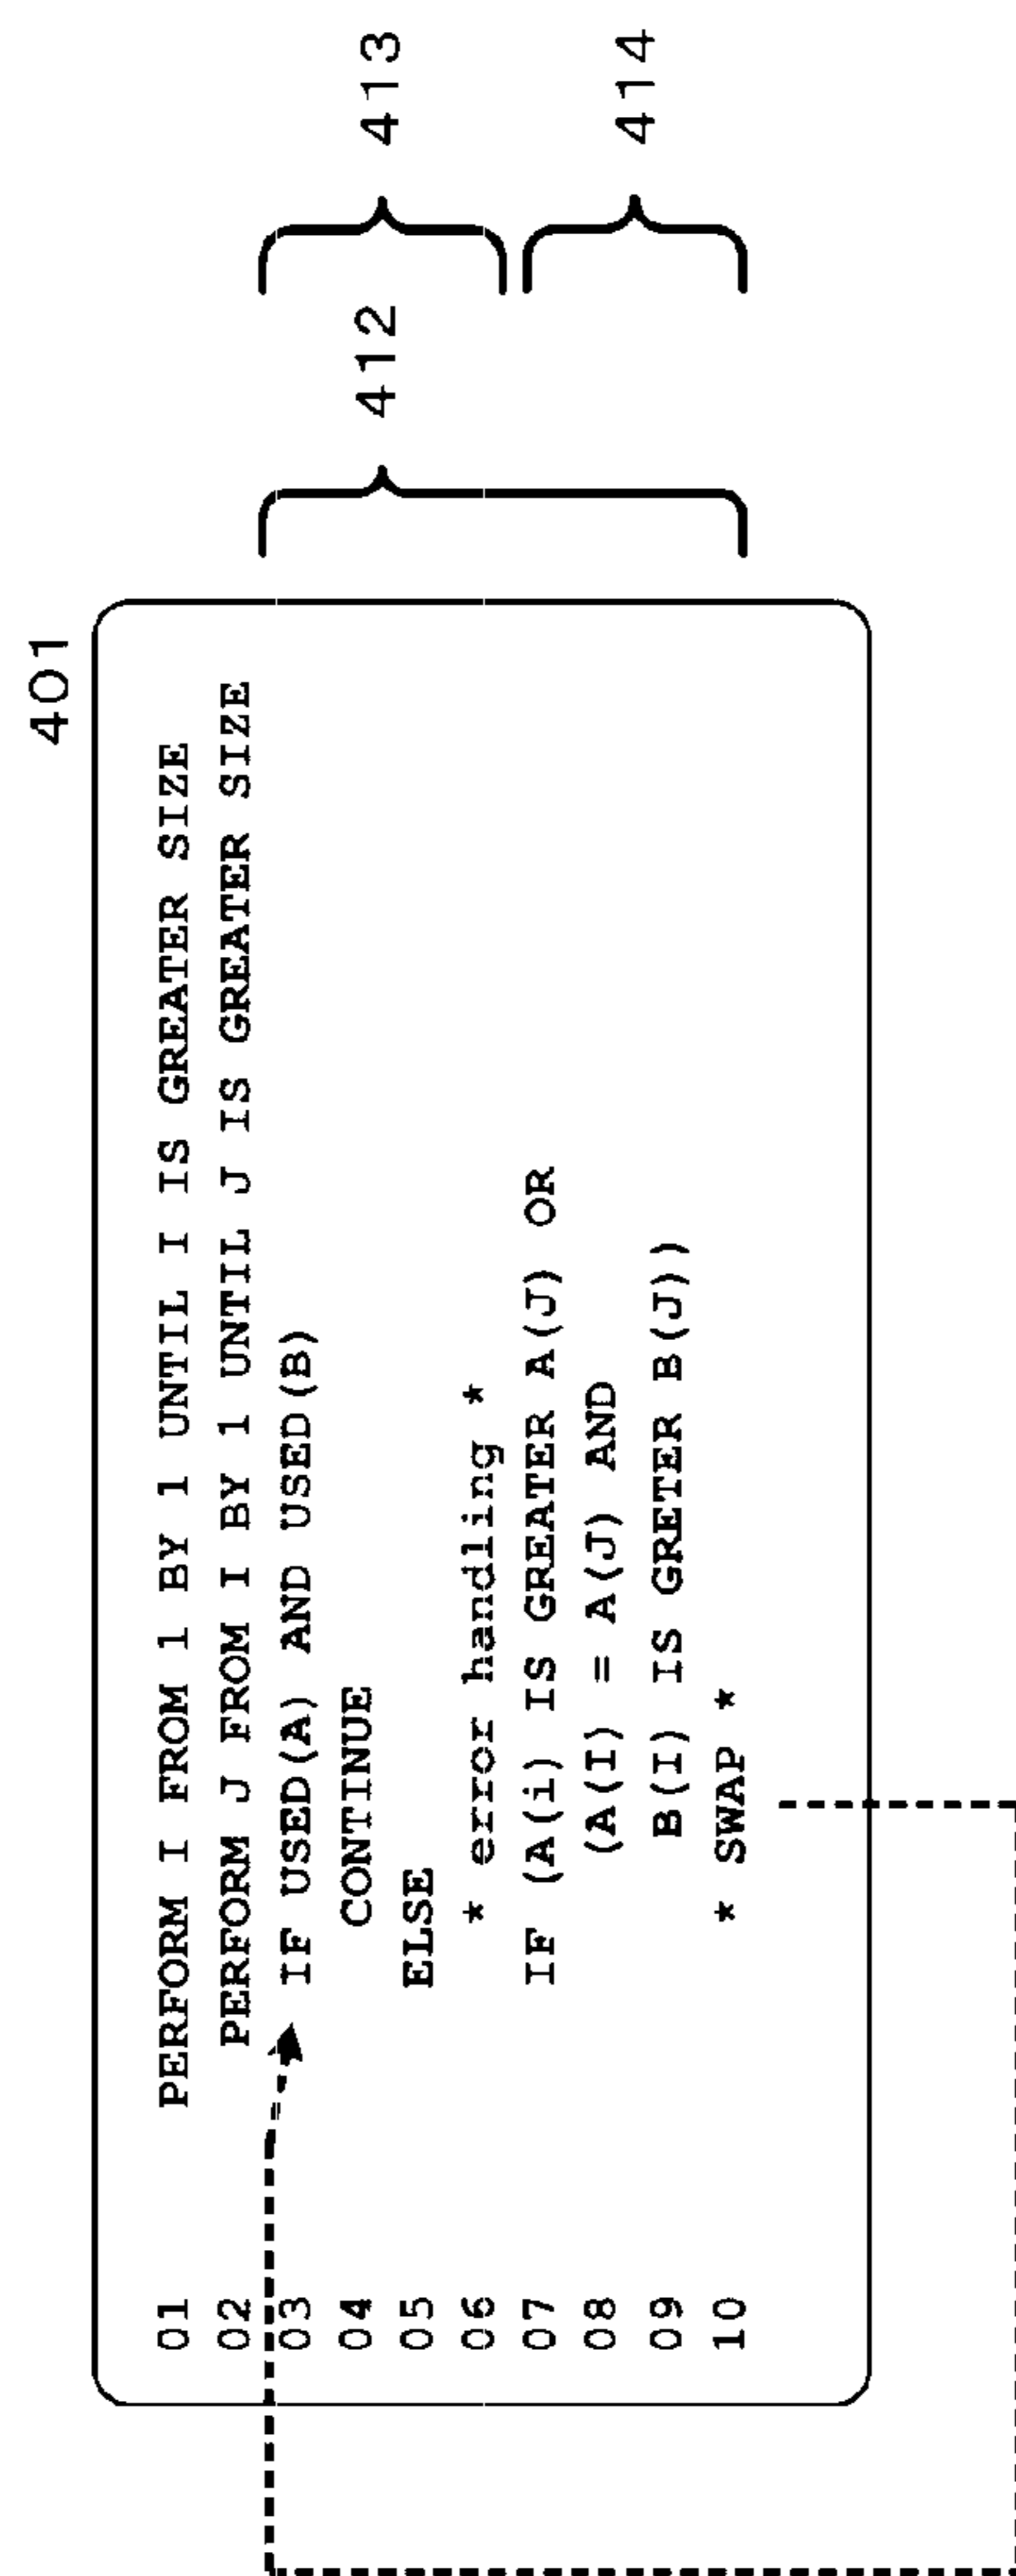 401
01 PERFORM I FROM 1 BY 1 UNTIL I IS GREATER SIZE
02 PERFORM J FROM I BY 1 UNTIL J IS GREATER SIZE
03 IF USED(A) AND USED(B)
04 CONTINUE
05 ELSE
06 * error handling *
07 IF (A(i) IS GREATER A(J) OR
08 (A(I) = A(J) AND
09 B(I) IS GRETER B(J))
10 * SWAP *
412
413
414